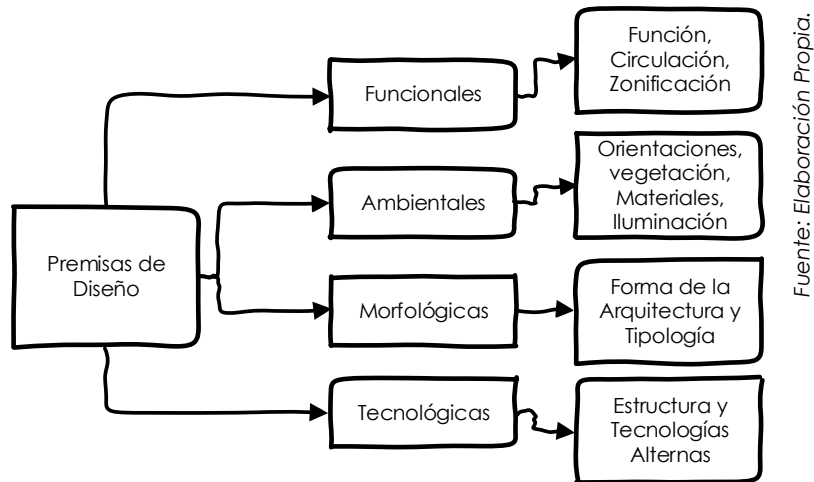 Premisas de
Diseño
Funcionales
Función,
Circulación,
Zonificación
Ambientales
Orientaciones,
vegetación,
Materiales,
Iluminación
Morfológicas
Forma de la
Arquitectura y
Tipología
Tecnológicas
Estructura y
Tecnologías
Alternas
Fuente: Elaboración Propia.